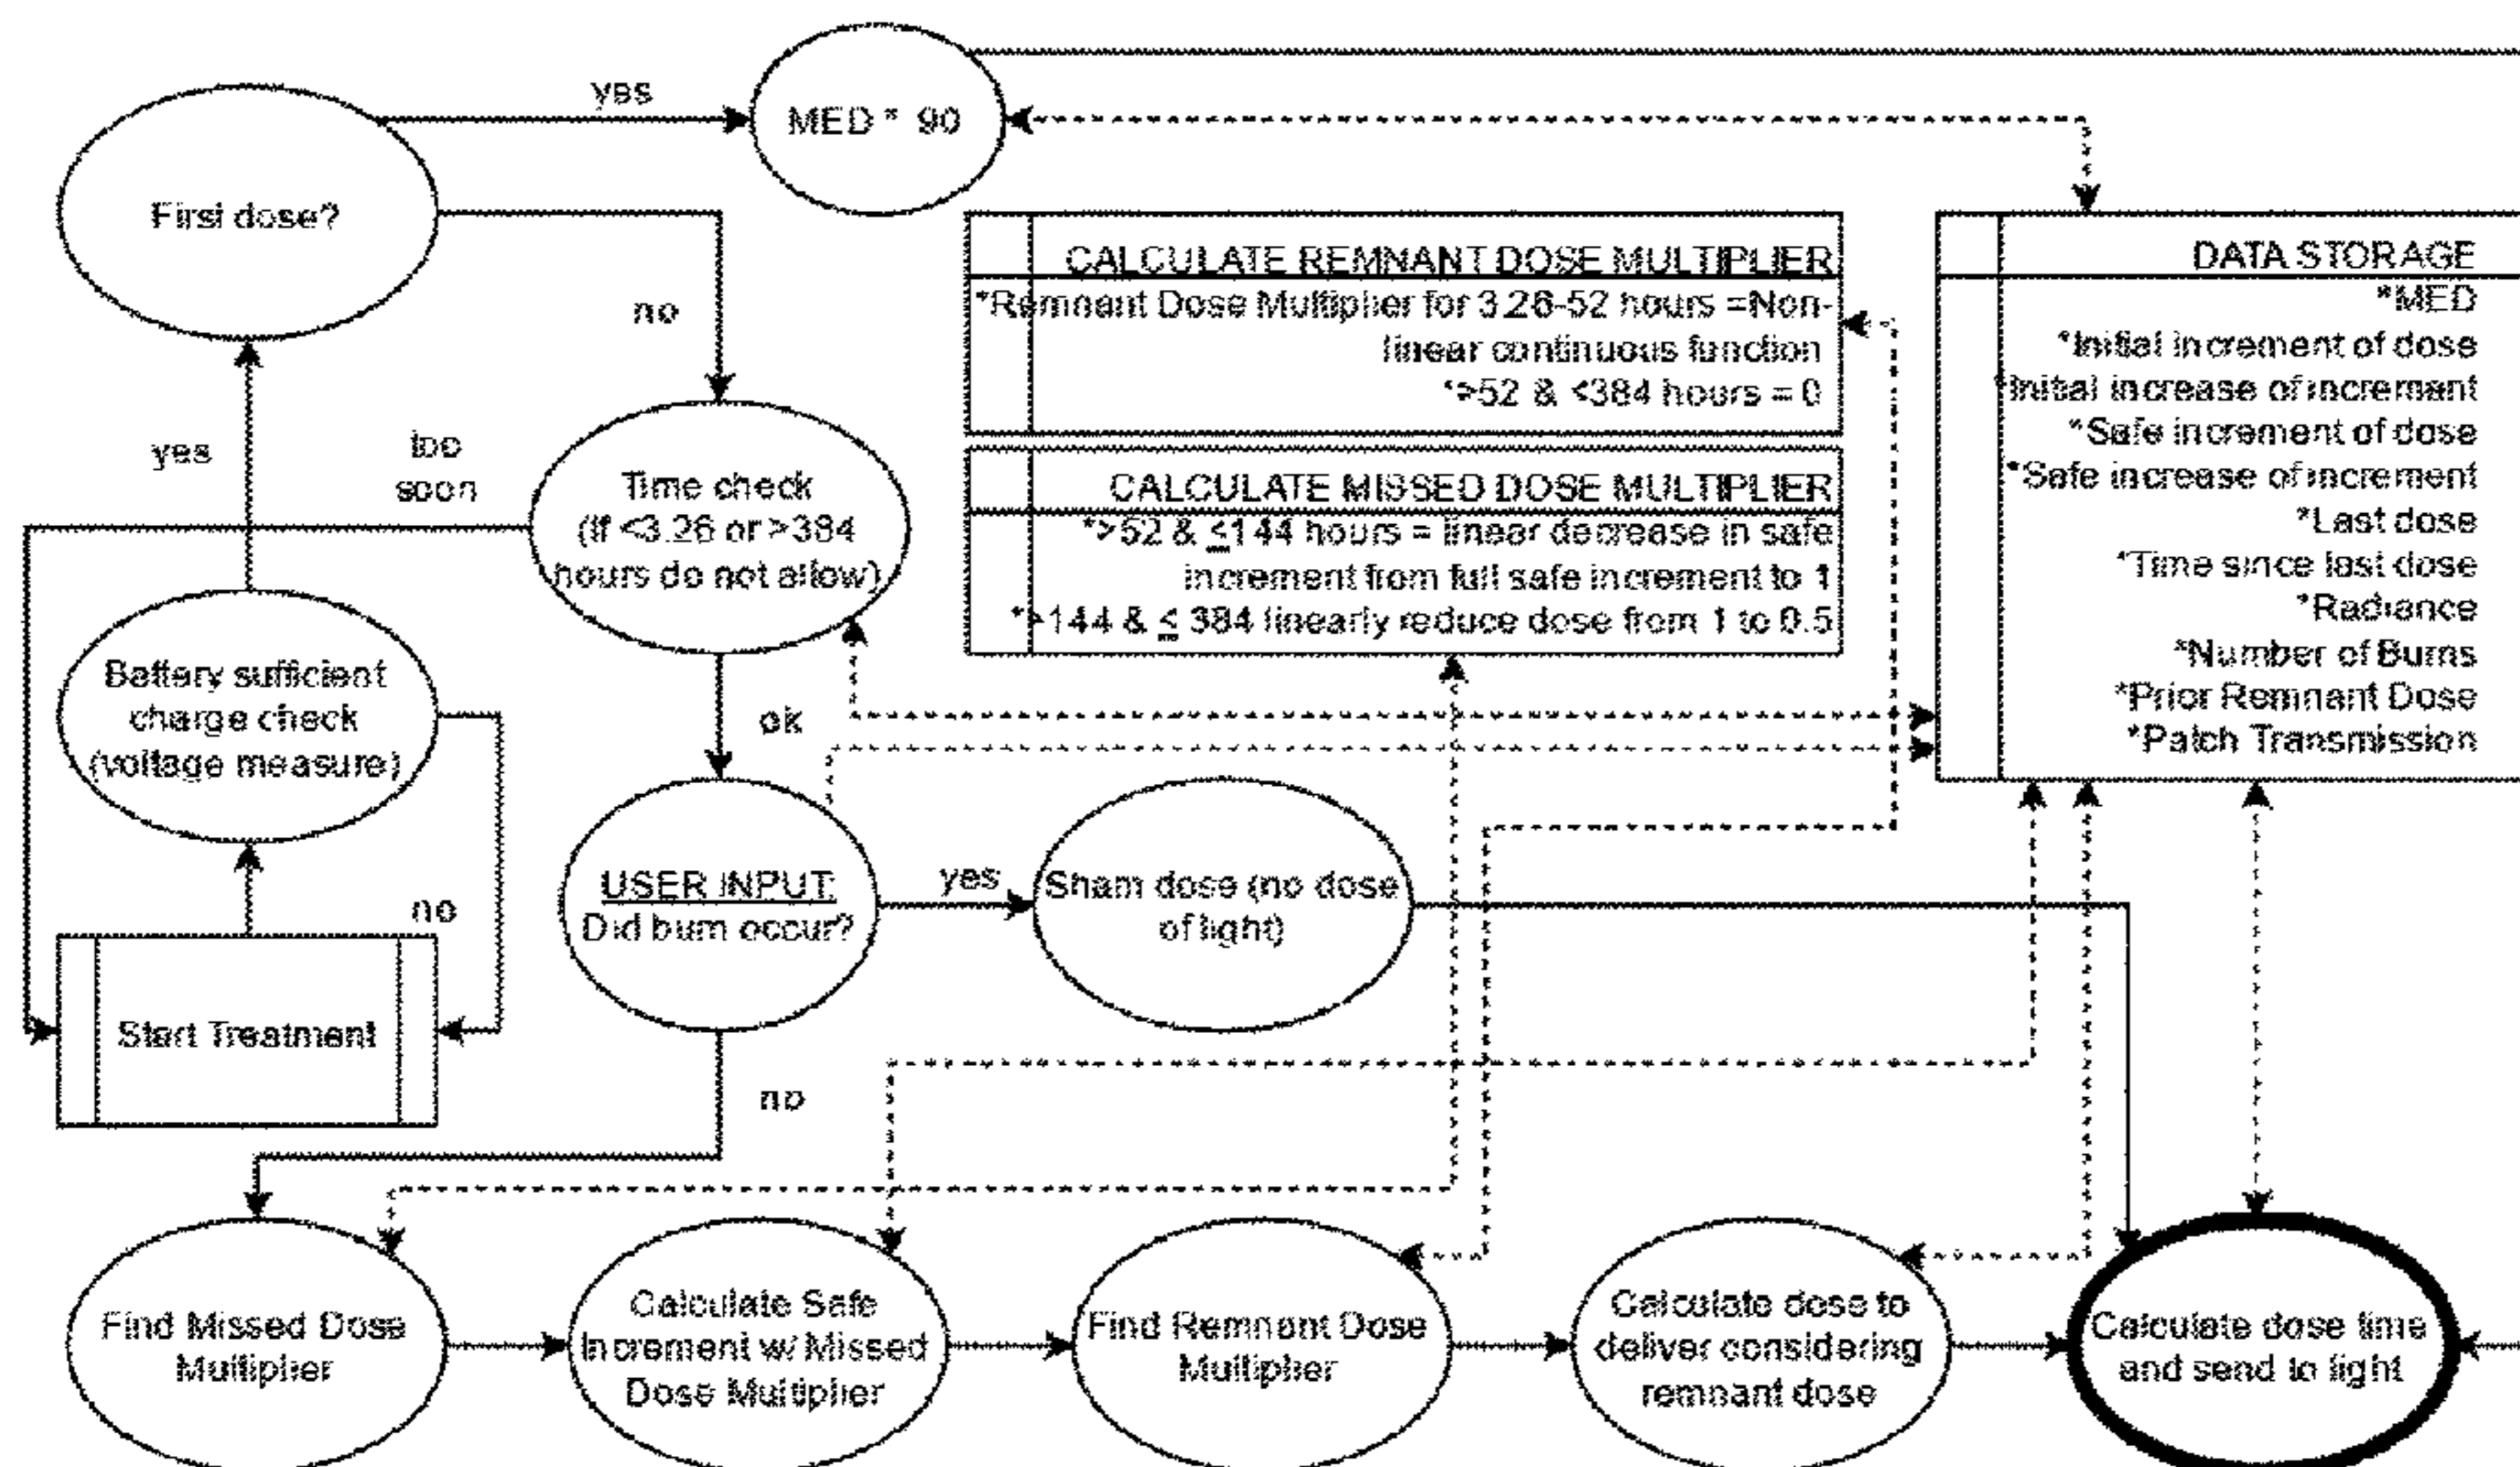 yes
MED * 90
First dose?
no
CALCULATE REMNANT DOSE MULTIPLIER
*Remnant Dose Multiplier for 3.26-52 hours =Non-
linear continuous function
*>52 & <384 hours = 0
DATA STORAGE
*MED
*Initial increment of dose
*Initial increase of increment
*Safe increment of dose
*Safe increase of increment
*Last dose
*Time since last dose
*Radiance
*Number of Burns
*Prior Remnant Dose
*Patch Transmission
yes
too
soon
Time check
(If <3.26 or >384
hours do not allow)
CALCULATE MISSED DOSE MULTIPLIER
*>52 & ≤144 hours = linear decrease in safe
increment from full safe increment to 1
*>144 & ≤ 384 linearly reduce dose from 1 to 0.5
Battery sufficient
charge check
(voltage measure)
ok
no
USER INPUT:
Did burn occur?
yes
Sham dose (no dose
of light)
Start Treatment
no
Find Missed Dose
Multiplier
Calculate Safe
Increment w/ Missed
Dose Multiplier
Find Remnant Dose
Multiplier
Calculate dose to
deliver considering
remnant dose
Calculate dose time
and send to light